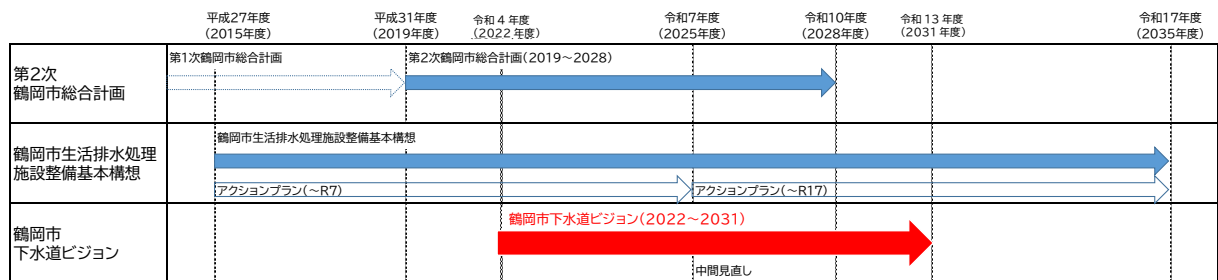 平成27年度
(2015年度)
平成31年度
(2019年度)
令和4年度
(2022年度)
令和7年度
(2025年度)
令和10年度
(2028年度)
令和13年度
(2031年度)
令和17年度
(2035年度)
第2次
鶴岡市総合計画
第1次鶴岡市総合計画
第2次鶴岡市総合計画(2019～2028)
鶴岡市生活排水処理
施設整備基本構想
鶴岡市生活排水処理施設整備基本構想
アクションプラン(～R7)
アクションプラン(～R17)
鶴岡市
下水道ビジョン
鶴岡市下水道ビジョン(2022～2031)
中間見直し